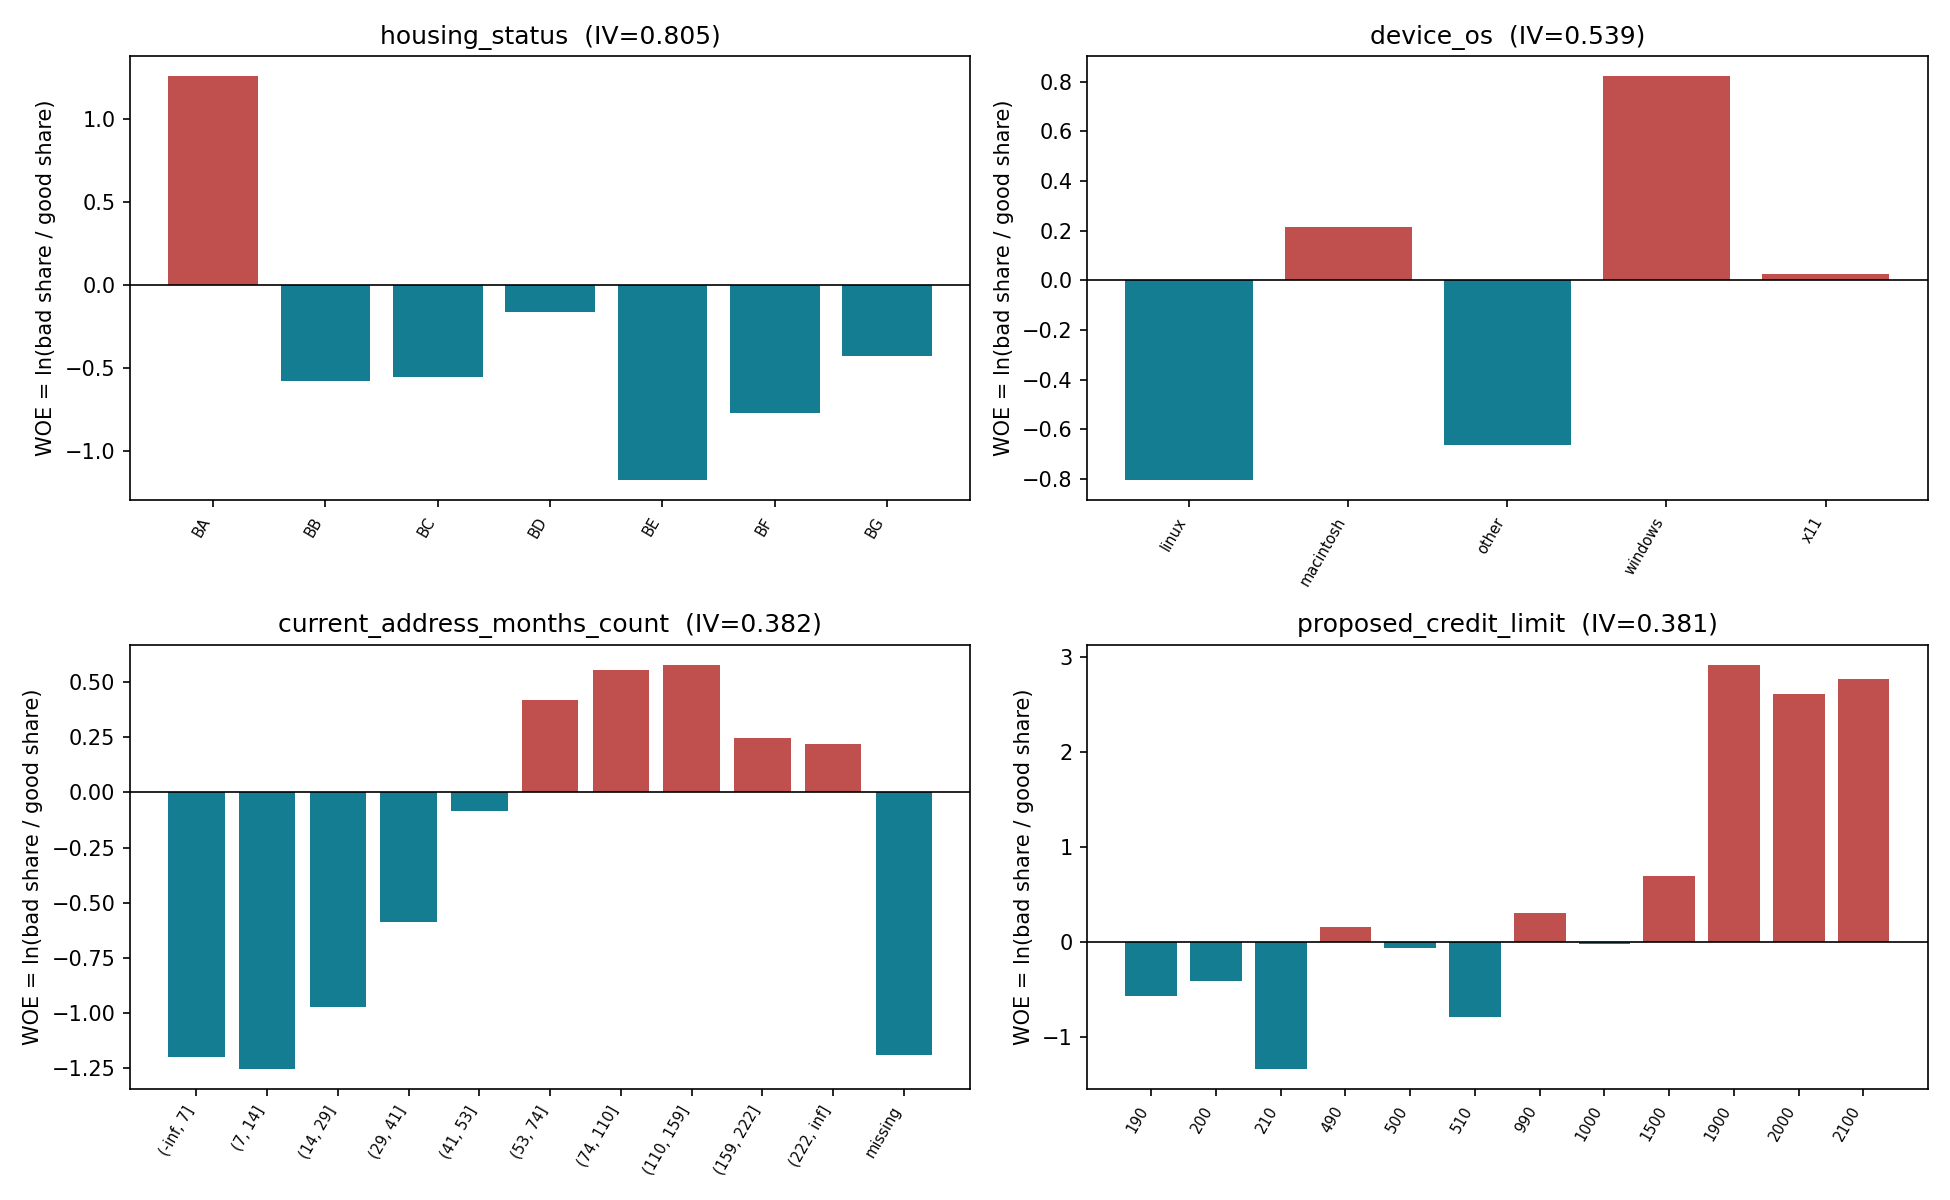 housing_status (IV=0.805)
WOE = ln(bad share / good share)
1.0
0.5
0.0
−0.5
−1.0
BA
BB
BC
BD
BE
BF
BG
device_os (IV=0.539)
WOE = ln(bad share / good share)
0.8
0.6
0.4
0.2
0.0
−0.2
−0.4
−0.6
−0.8
linux
macintosh
other
windows
x11
current_address_months_count (IV=0.382)
WOE = ln(bad share / good share)
0.50
0.25
0.00
−0.25
−0.50
−0.75
−1.00
−1.25
(-inf, 7]
(7, 14]
(14, 29]
(29, 41]
(41, 53]
(53, 74]
(74, 110]
(110, 159]
(159, 222]
(222, inf]
missing
proposed_credit_limit (IV=0.381)
WOE = ln(bad share / good share)
3
2
1
0
−1
190
200
210
490
500
510
990
1000
1500
1900
2000
2100